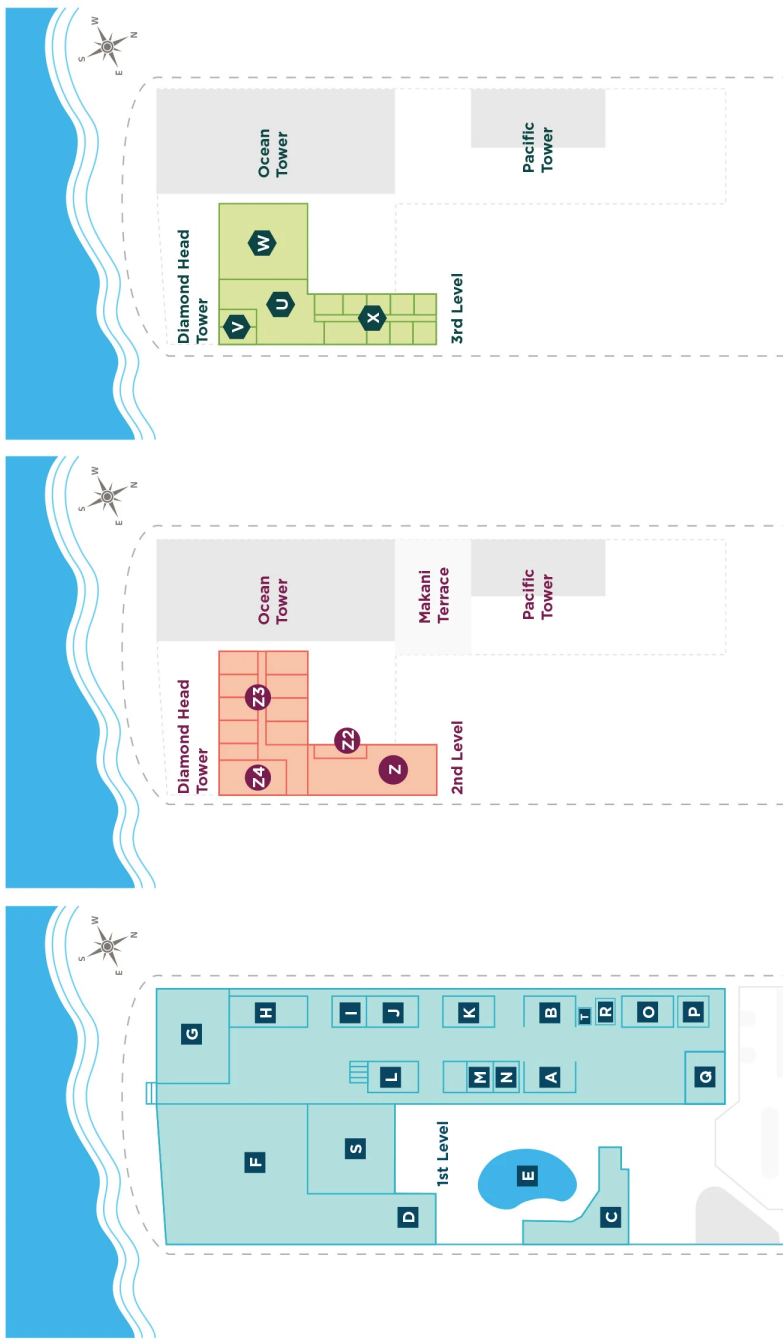 W
S
N
E
Ocean
Tower
Pacific
Tower
Diamond Head
Tower
W
U
V
X
3rd Level
W
S
N
E
Ocean
Tower
Makani
Terrace
Pacific
Tower
Diamond Head
Tower
Z3
Z2
Z4
Z
2nd Level
W
S
N
E
G
H
I
J
K
B
T
R
O
P
L
M
N
A
Q
F
S
1st Level
E
D
C